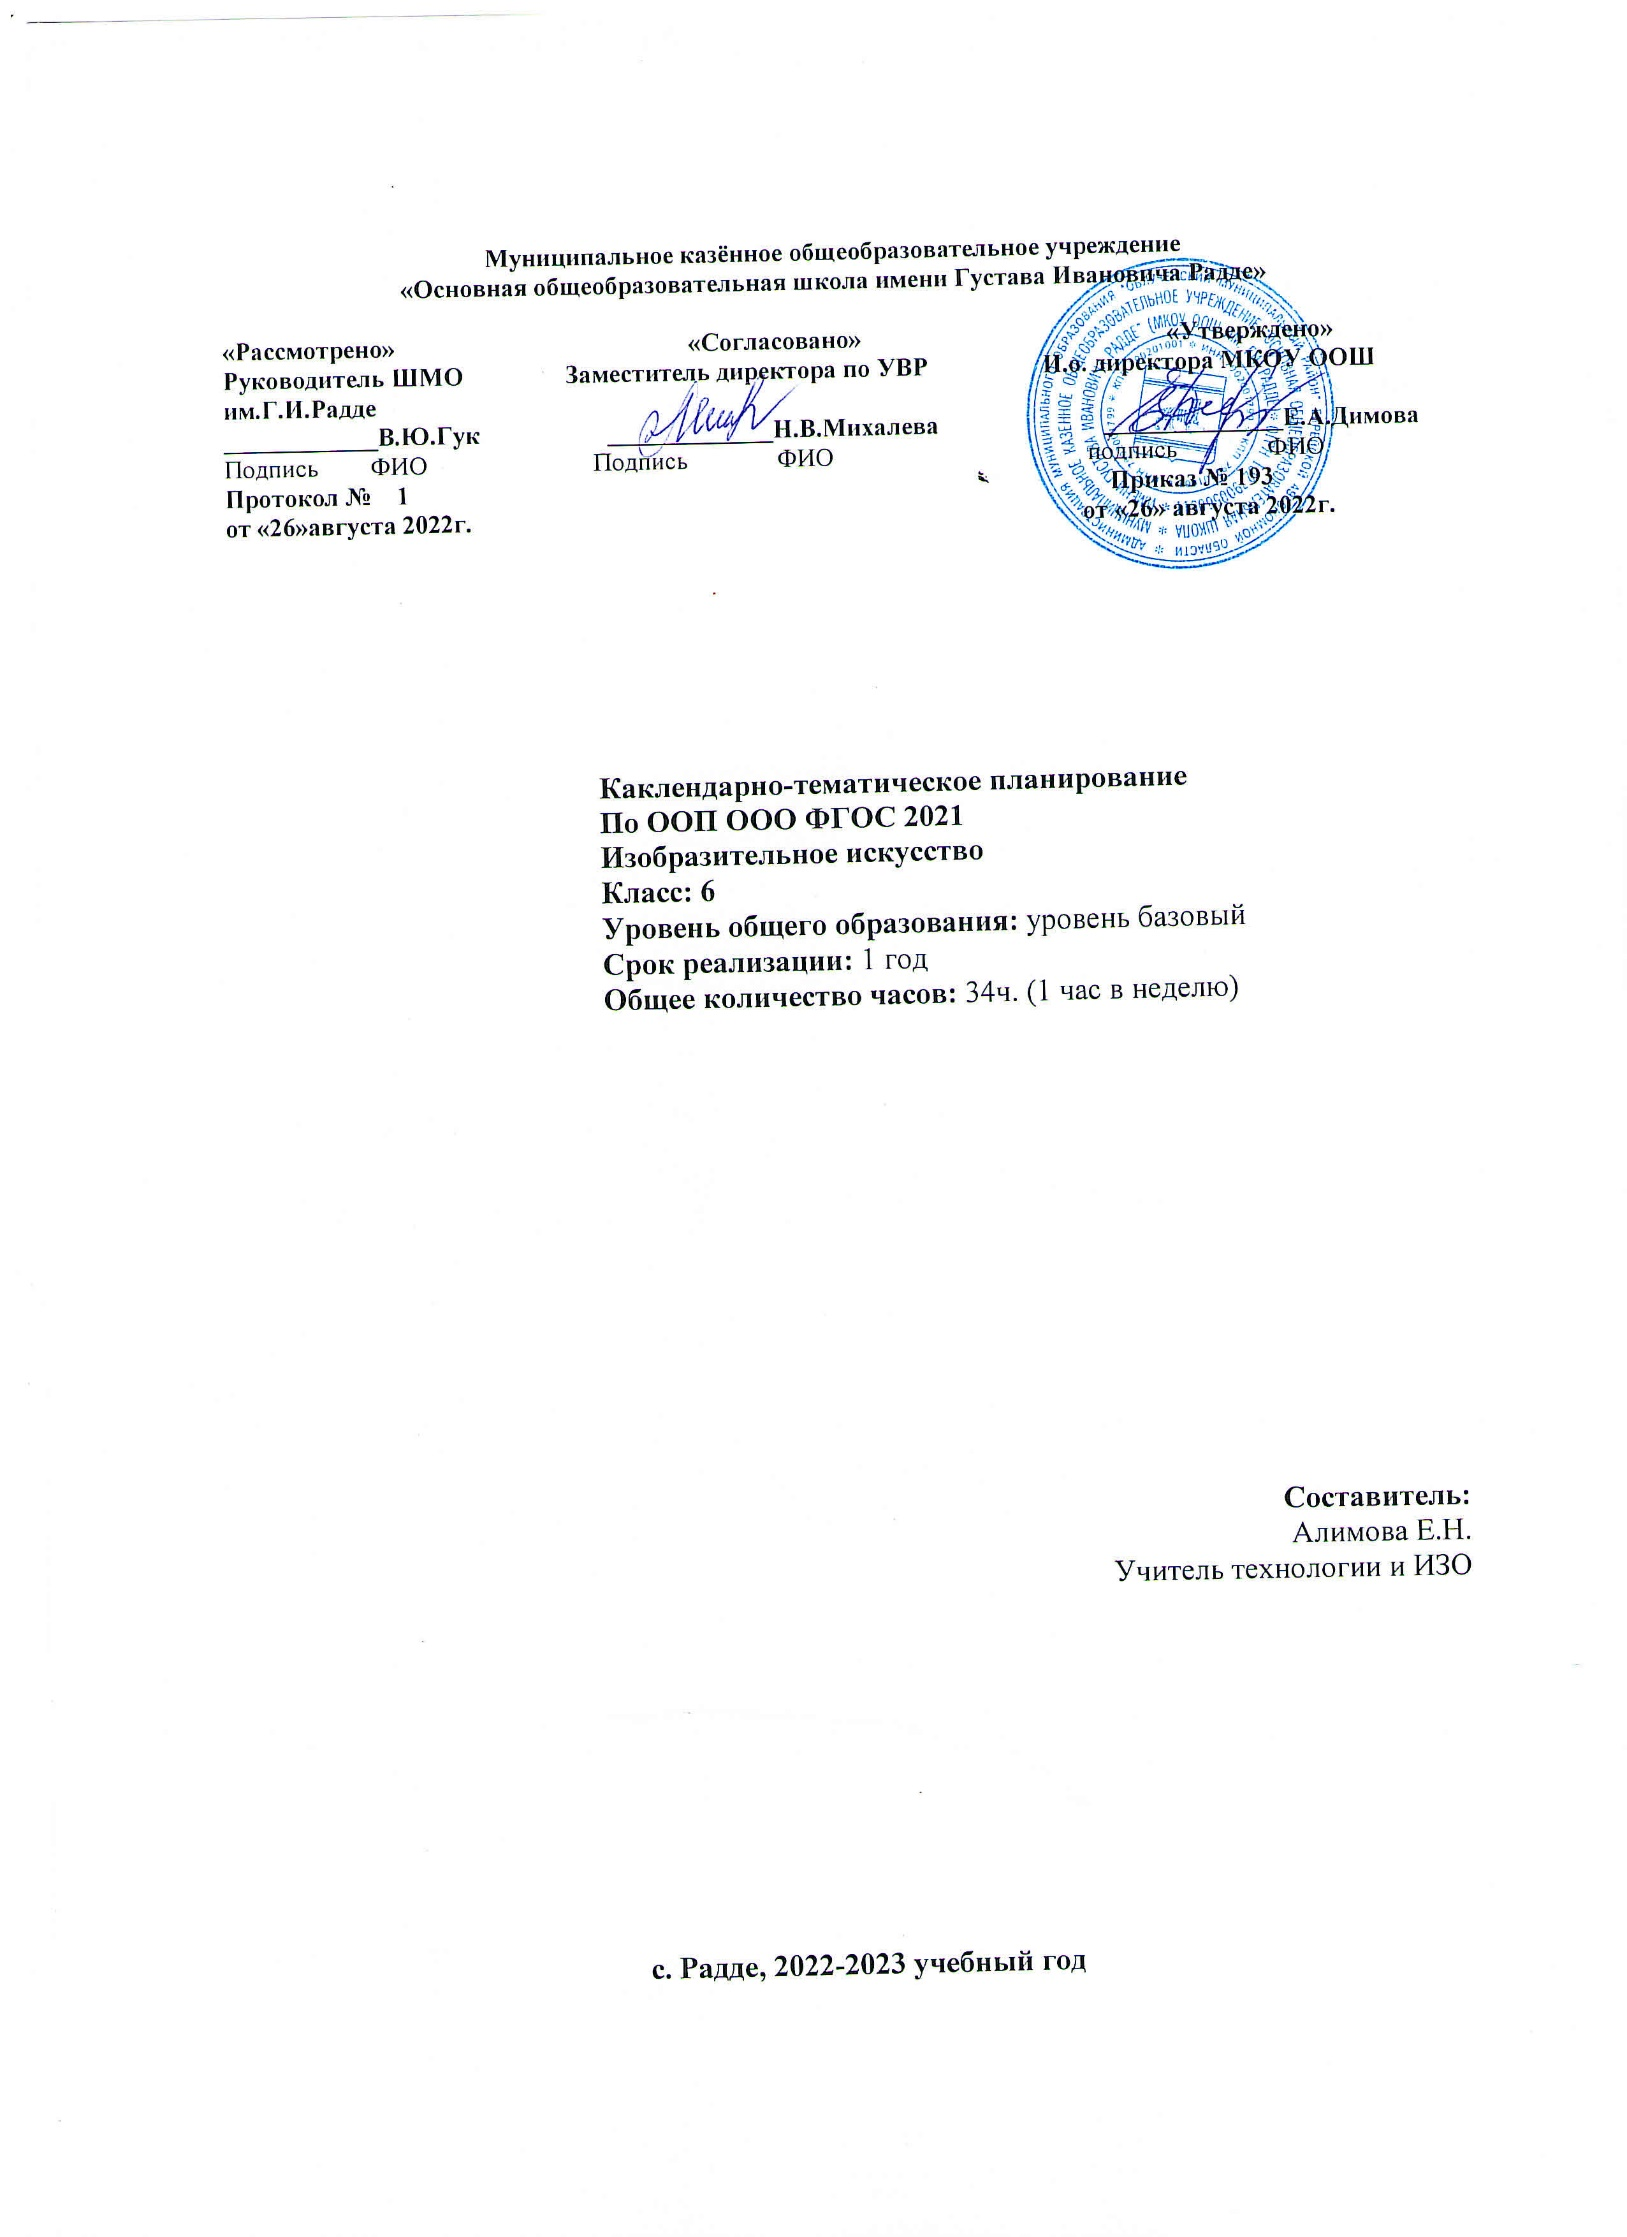 Муниципальное казённое общеобразовательное учреждение
«Основная общеобразовательная школа имени Густава Ивановича Радде»
«Рассмотрено»
Руководитель ШМО
им.Г.И.Радде
____________В.Ю.Гук
Подпись ФИО
Протокол № 1
от «26»августа 2022г.
«Согласовано»
Заместитель директора по УВР
_____________Н.В.Михалева
Подпись ФИО
«Утверждено»
И.о. директора МКОУ ООШ
_____________Е.А.Димова
подпись ФИО
Приказ № 193
от «26» августа 2022г.
Каклендарно-тематическое планирование
По ООП ООО ФГОС 2021
Изобразительное искусство
Класс: 6
Уровень общего образования: уровень базовый
Срок реализации: 1 год
Общее количество часов: 34ч. (1 час в неделю)
Составитель:
Алимова Е.Н.
Учитель технологии и ИЗО
с. Радде, 2022-2023 учебный год